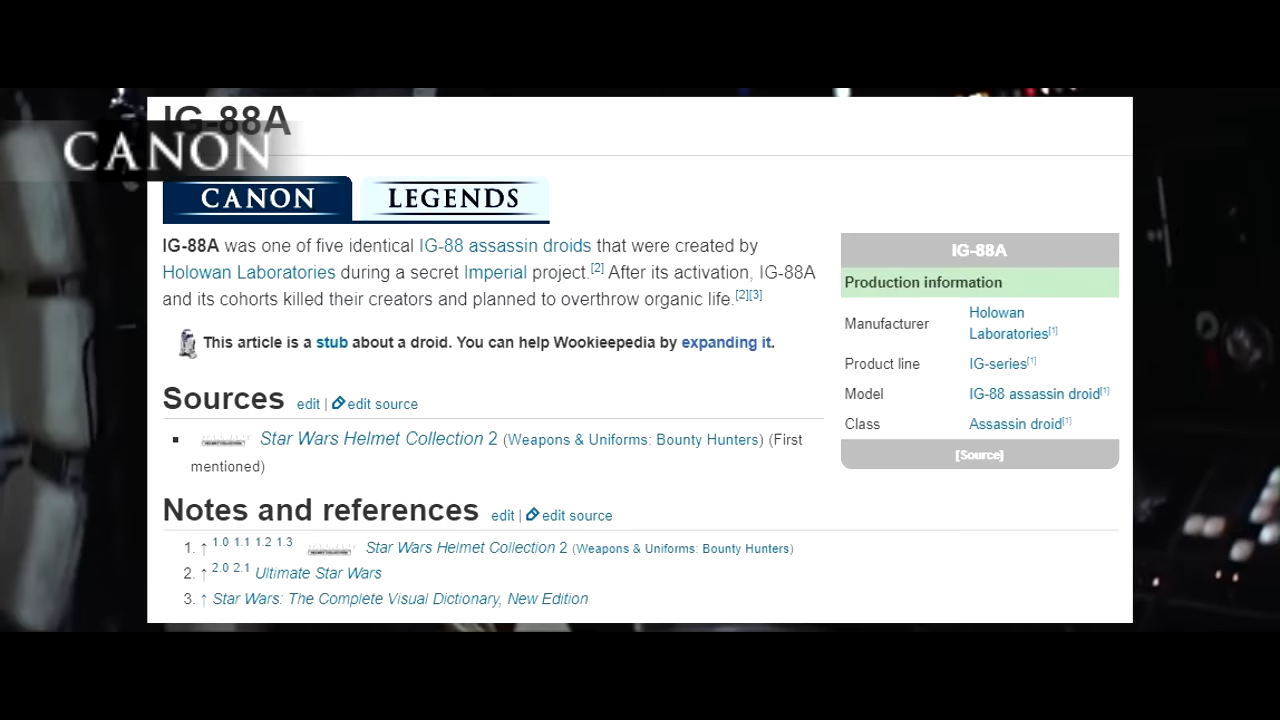 IG-88A
CANON
CANON LEGENDS
IG-88A was one of five identical IG-88 assassin droids that were created by
Holowan Laboratories during a secret Imperial project.[2] After its activation, IG-88A
and its cohorts killed their creators and planned to overthrow organic life.[2][3]
This article is a stub about a droid. You can help Wookieepedia by expanding it.
Sources edit | edit source
▪ Star Wars Helmet Collection 2 (Weapons & Uniforms: Bounty Hunters) (First
mentioned)
Notes and references edit | edit source
1. ↑ 1.0 1.1 1.2 1.3 Star Wars Helmet Collection 2 (Weapons & Uniforms: Bounty Hunters)
2. ↑ 2.0 2.1 Ultimate Star Wars
3. ↑ Star Wars: The Complete Visual Dictionary, New Edition
IG-88A
Production information
Manufacturer Holowan
Laboratories[1]
Product line IG-series[1]
Model IG-88 assassin droid[1]
Class Assassin droid[1]
[Source]